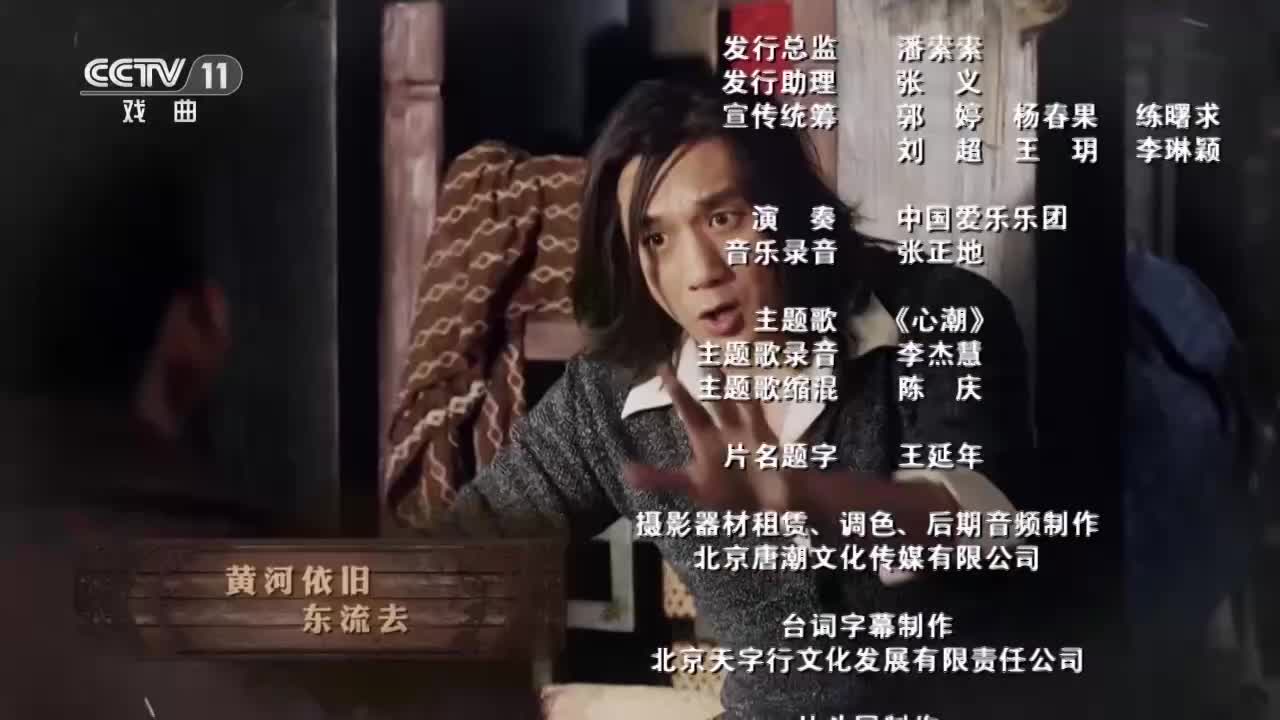 CCTV 11
戏 曲
发行总监 潘索索
发行助理 张 义
宣传统筹 郭 婷 杨春果 练曙求
刘 超 王 玥 李琳颖
演 奏 中国爱乐乐团
音乐录音 张正地
主题歌 《心潮》
主题歌录音 李杰慧
主题歌缩混 陈 庆
片名题字 王延年
摄影器材租赁、调色、后期音频制作
北京唐潮文化传媒有限公司
黄河依旧
东流去
台词字幕制作
北京天字行文化发展有限责任公司